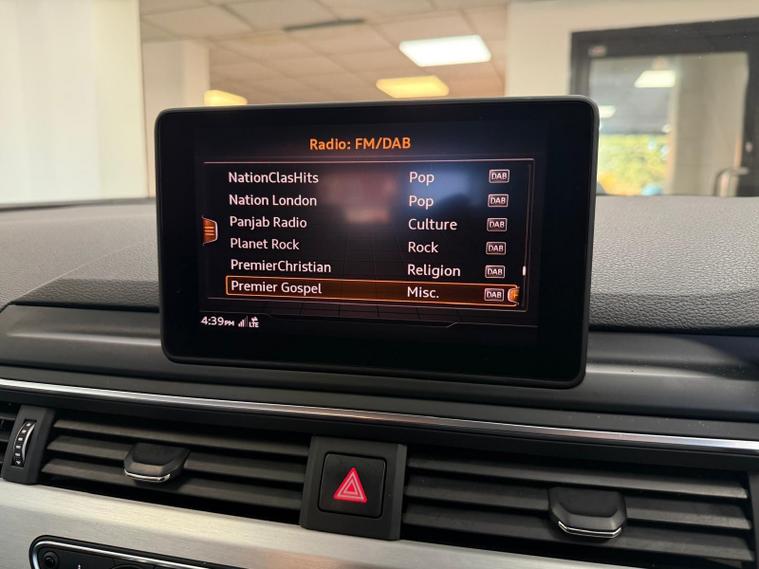 Radio: FM/DAB
NationClasHits Pop DAB
Nation London Pop DAB
Panjab Radio Culture DAB
Planet Rock Rock DAB
PremierChristian Religion DAB
Premier Gospel Misc. DAB
4:39PM LTE